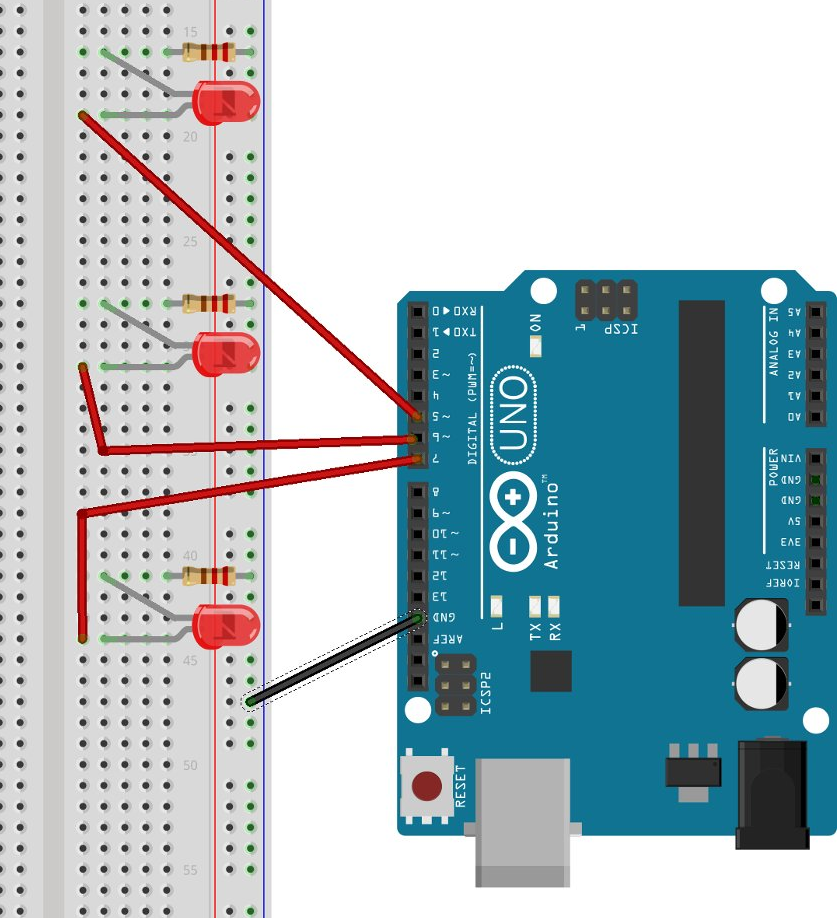 15
20
25
40
45
50
55
0 ◄ RXD
1 ► TXD
2
3 ~
4
5 ~
6 ~
7
8
9 ~
10 ~
11 ~
12
13
GND
AREF
DIGITAL (PWM=~)
ON
1
ICSP
UNO
Arduino™
L
TX
RX
ICSP2
RESET
ANALOG IN
A5
A4
A3
A2
A1
A0
POWER
VIN
GND
GND
5V
3V3
RESET
IOREF